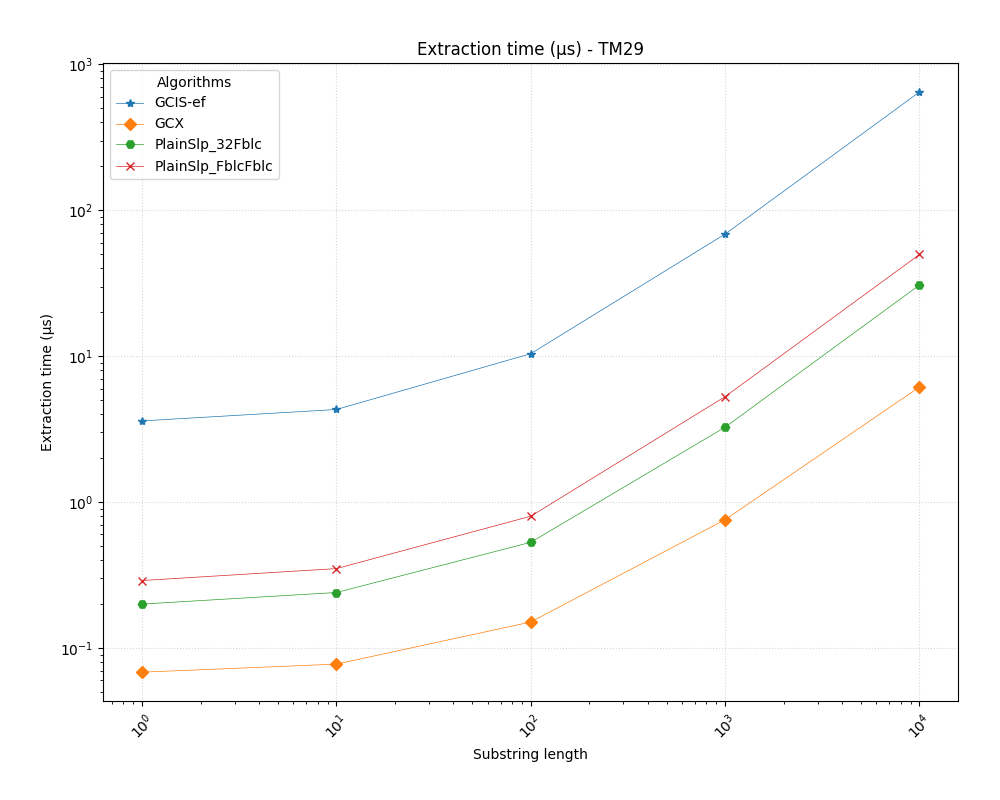 Extraction time (µs) - TM29
Algorithms
GCIS-ef
GCX
PlainSlp_32Fblc
PlainSlp_FblcFblc
Extraction time (µs)
10³
10²
10¹
10⁰
10⁻¹
10⁰
10¹
10²
10³
10⁴
Substring length